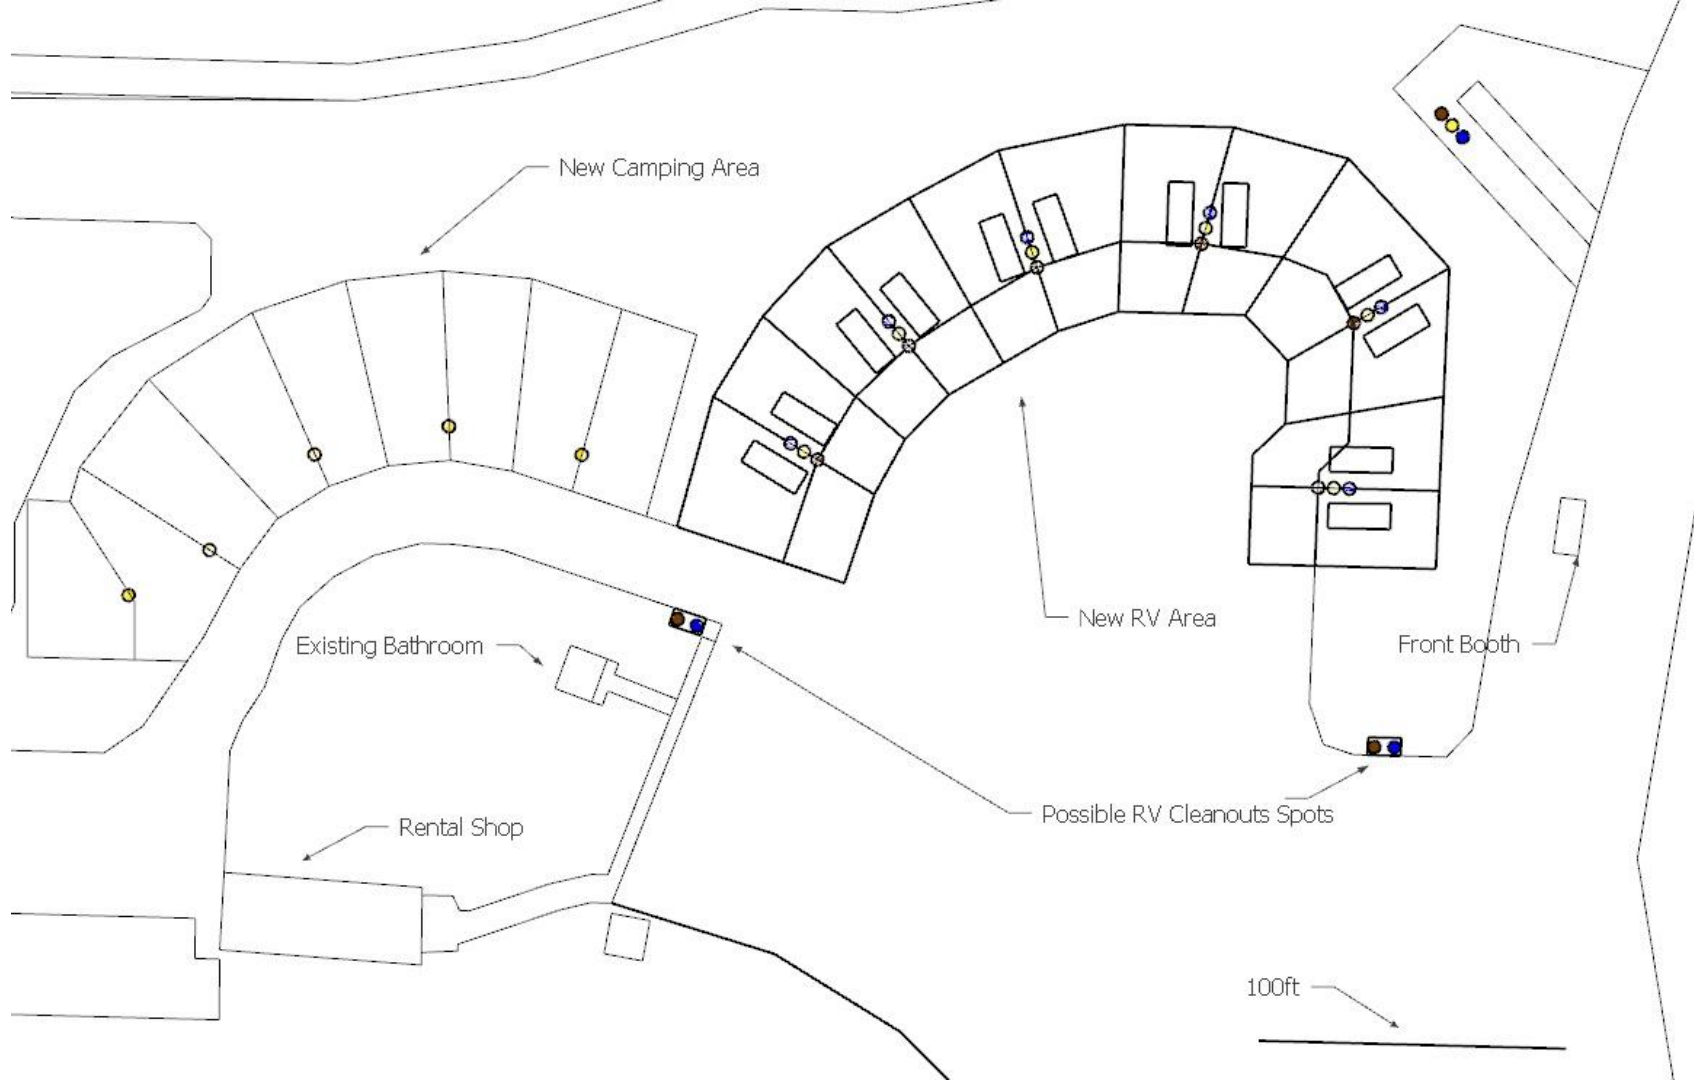 New Camping Area
New RV Area
Existing Bathroom
Front Booth
Possible RV Cleanouts Spots
Rental Shop
100ft